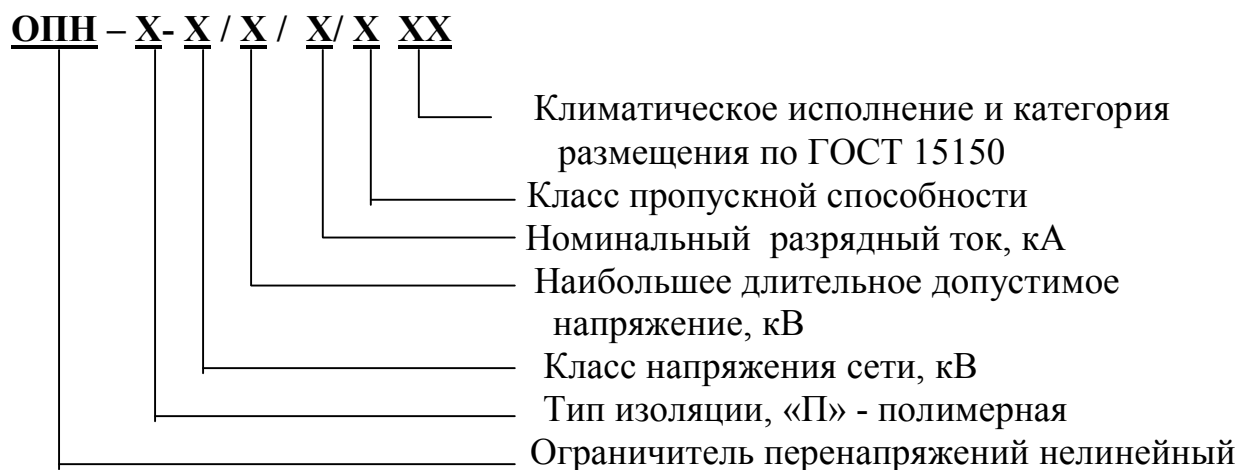 ОПН – Х- Х / Х / Х/ Х ХХ
Климатическое исполнение и категория
размещения по ГОСТ 15150
Класс пропускной способности
Номинальный разрядный ток, кА
Наибольшее длительное допустимое
напряжение, кВ
Класс напряжения сети, кВ
Тип изоляции, «П» - полимерная
Ограничитель перенапряжений нелинейный